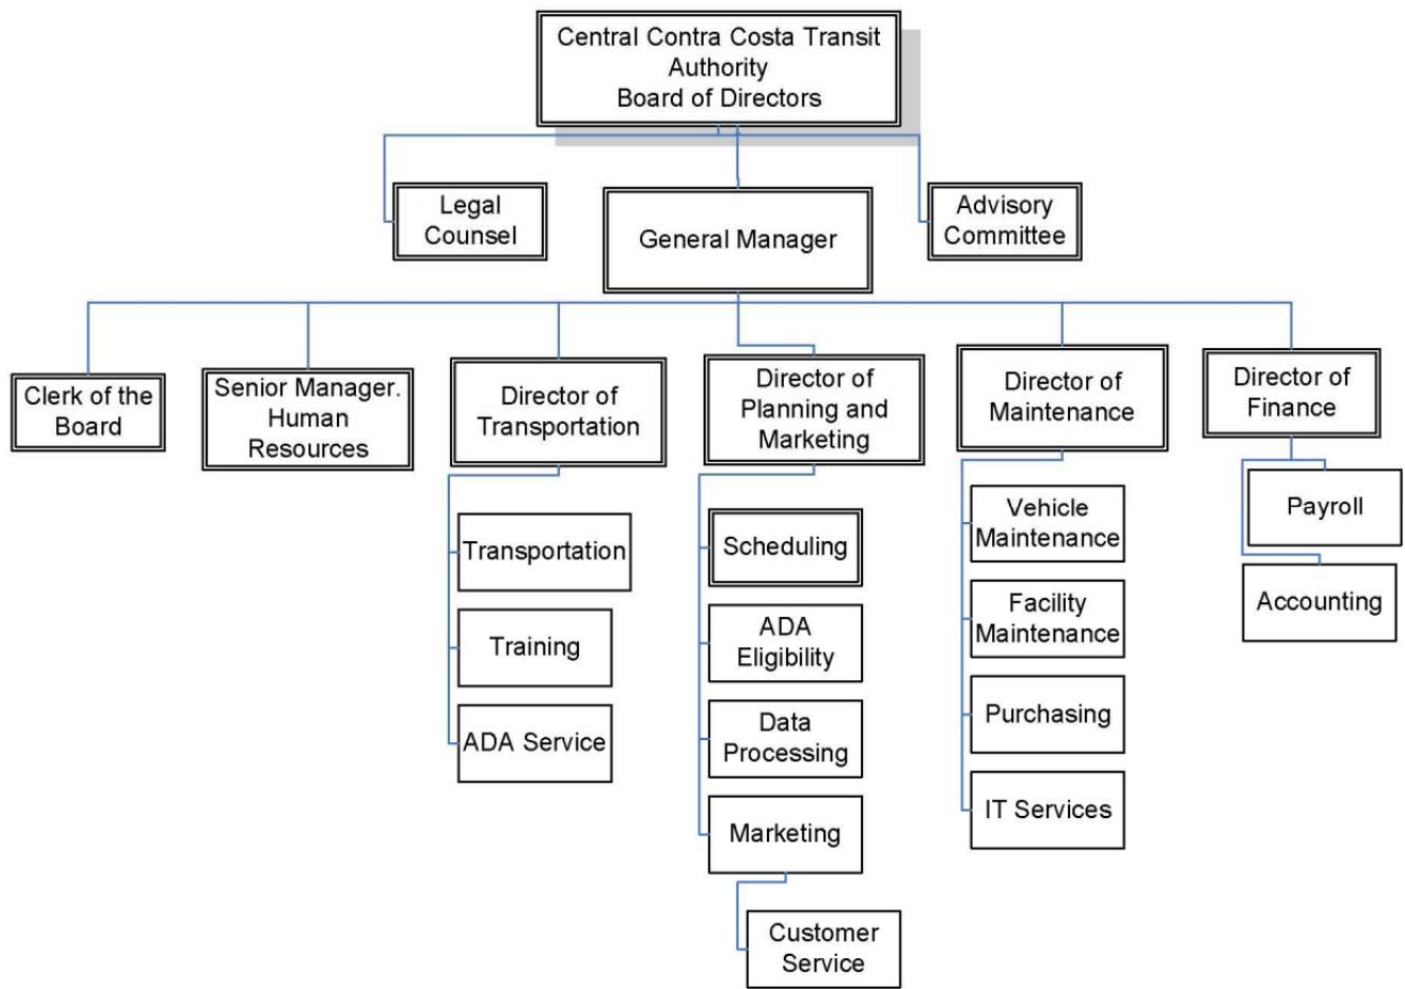 Central Contra Costa Transit
Authority
Board of Directors
Legal
Counsel
General Manager
Advisory
Committee
Clerk of the
Board
Senior Manager.
Human
Resources
Director of
Transportation
Director of
Planning and
Marketing
Director of
Maintenance
Director of
Finance
Transportation
Training
ADA Service
Scheduling
ADA
Eligibility
Data
Processing
Marketing
Customer
Service
Vehicle
Maintenance
Facility
Maintenance
Purchasing
IT Services
Payroll
Accounting